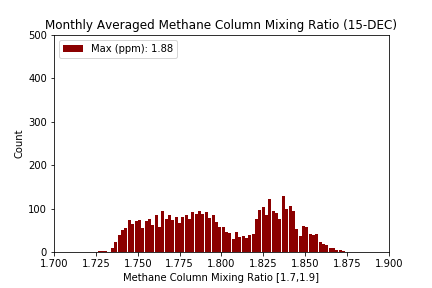 Monthly Averaged Methane Column Mixing Ratio (15-DEC)
Max (ppm): 1.88
500
400
300
200
100
0
Count
1.700 1.725 1.750 1.775 1.800 1.825 1.850 1.875 1.900
Methane Column Mixing Ratio [1.7,1.9]